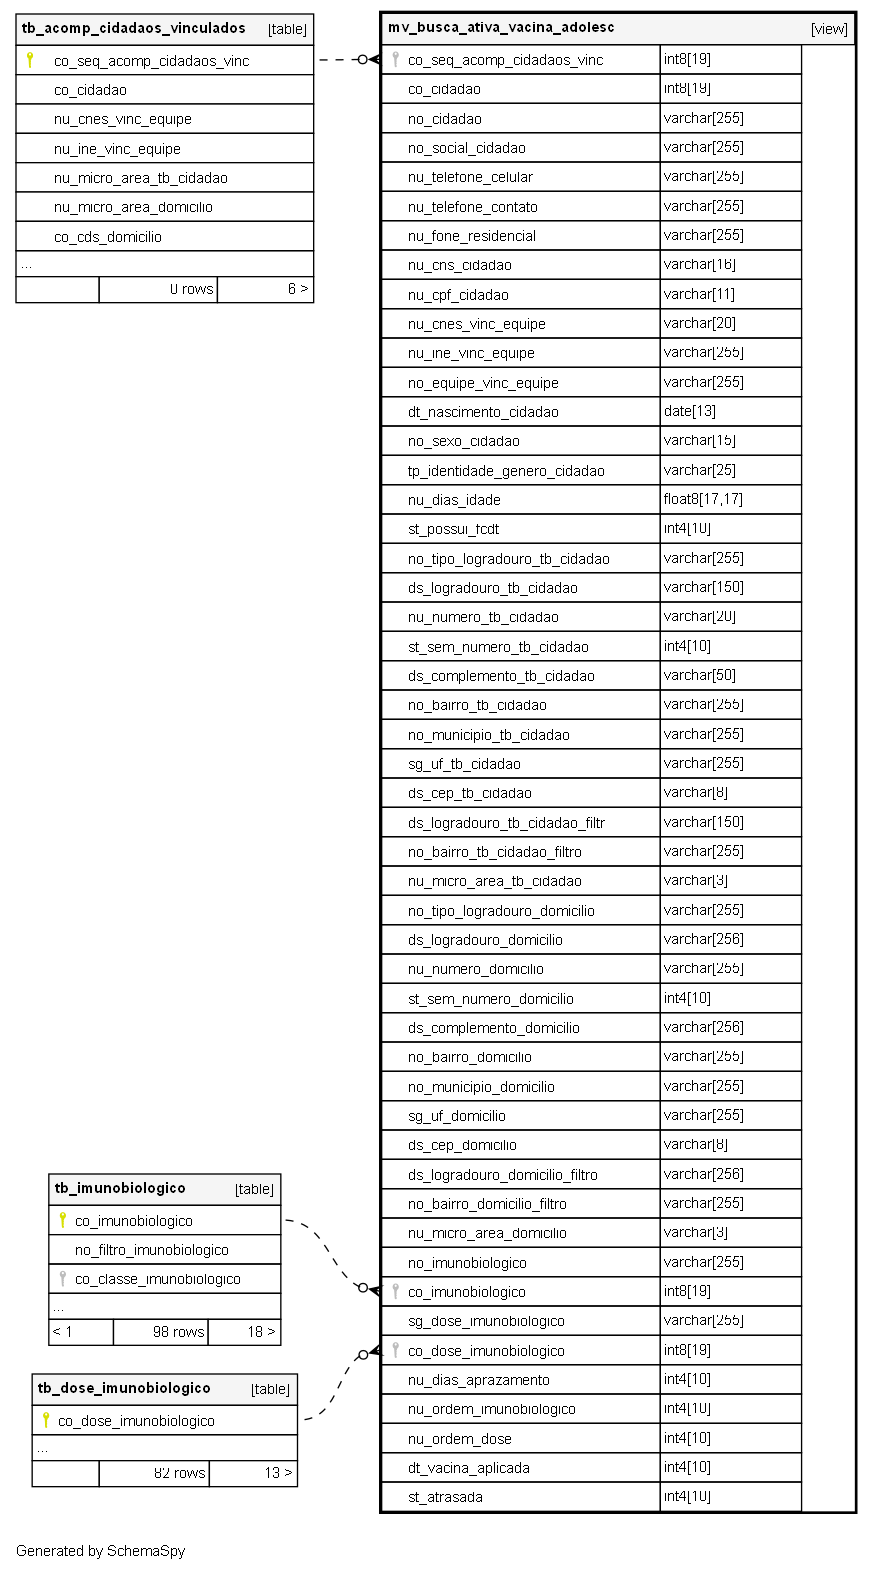 tb_acomp_cidadaos_vinculados [table]
co_seq_acomp_cidadaos_vinc
co_cidadao
nu_cnes_vinc_equipe
nu_ine_vinc_equipe
nu_micro_area_tb_cidadao
nu_micro_area_domicilio
co_cds_domicilio
...
0 rows 6 >
mv_busca_ativa_vacina_adolesc [view]
co_seq_acomp_cidadaos_vinc int8[19]
co_cidadao int8[19]
no_cidadao varchar[255]
no_social_cidadao varchar[255]
nu_telefone_celular varchar[255]
nu_telefone_contato varchar[255]
nu_fone_residencial varchar[255]
nu_cns_cidadao varchar[16]
nu_cpf_cidadao varchar[11]
nu_cnes_vinc_equipe varchar[20]
nu_ine_vinc_equipe varchar[255]
no_equipe_vinc_equipe varchar[255]
dt_nascimento_cidadao date[13]
no_sexo_cidadao varchar[15]
tp_identidade_genero_cidadao varchar[25]
nu_dias_idade float8[17,17]
st_possui_fcdt int4[10]
no_tipo_logradouro_tb_cidadao varchar[255]
ds_logradouro_tb_cidadao varchar[150]
nu_numero_tb_cidadao varchar[20]
st_sem_numero_tb_cidadao int4[10]
ds_complemento_tb_cidadao varchar[50]
no_bairro_tb_cidadao varchar[255]
no_municipio_tb_cidadao varchar[255]
sg_uf_tb_cidadao varchar[255]
ds_cep_tb_cidadao varchar[8]
ds_logradouro_tb_cidadao_filtr varchar[150]
no_bairro_tb_cidadao_filtro varchar[255]
nu_micro_area_tb_cidadao varchar[3]
no_tipo_logradouro_domicilio varchar[255]
ds_logradouro_domicilio varchar[256]
nu_numero_domicilio varchar[255]
st_sem_numero_domicilio int4[10]
ds_complemento_domicilio varchar[256]
no_bairro_domicilio varchar[255]
no_municipio_domicilio varchar[255]
sg_uf_domicilio varchar[255]
ds_cep_domicilio varchar[8]
ds_logradouro_domicilio_filtro varchar[256]
no_bairro_domicilio_filtro varchar[255]
nu_micro_area_domicilio varchar[3]
no_imunobiologico varchar[255]
co_imunobiologico int8[19]
sg_dose_imunobiologico varchar[255]
co_dose_imunobiologico int8[19]
nu_dias_aprazamento int4[10]
nu_ordem_imunobiologico int4[10]
nu_ordem_dose int4[10]
dt_vacina_aplicada int4[10]
st_atrasada int4[10]
tb_imunobiologico [table]
co_imunobiologico
no_filtro_imunobiologico
co_classe_imunobiologico
...
< 1 98 rows 18 >
tb_dose_imunobiologico [table]
co_dose_imunobiologico
...
82 rows 13 >
Generated by SchemaSpy